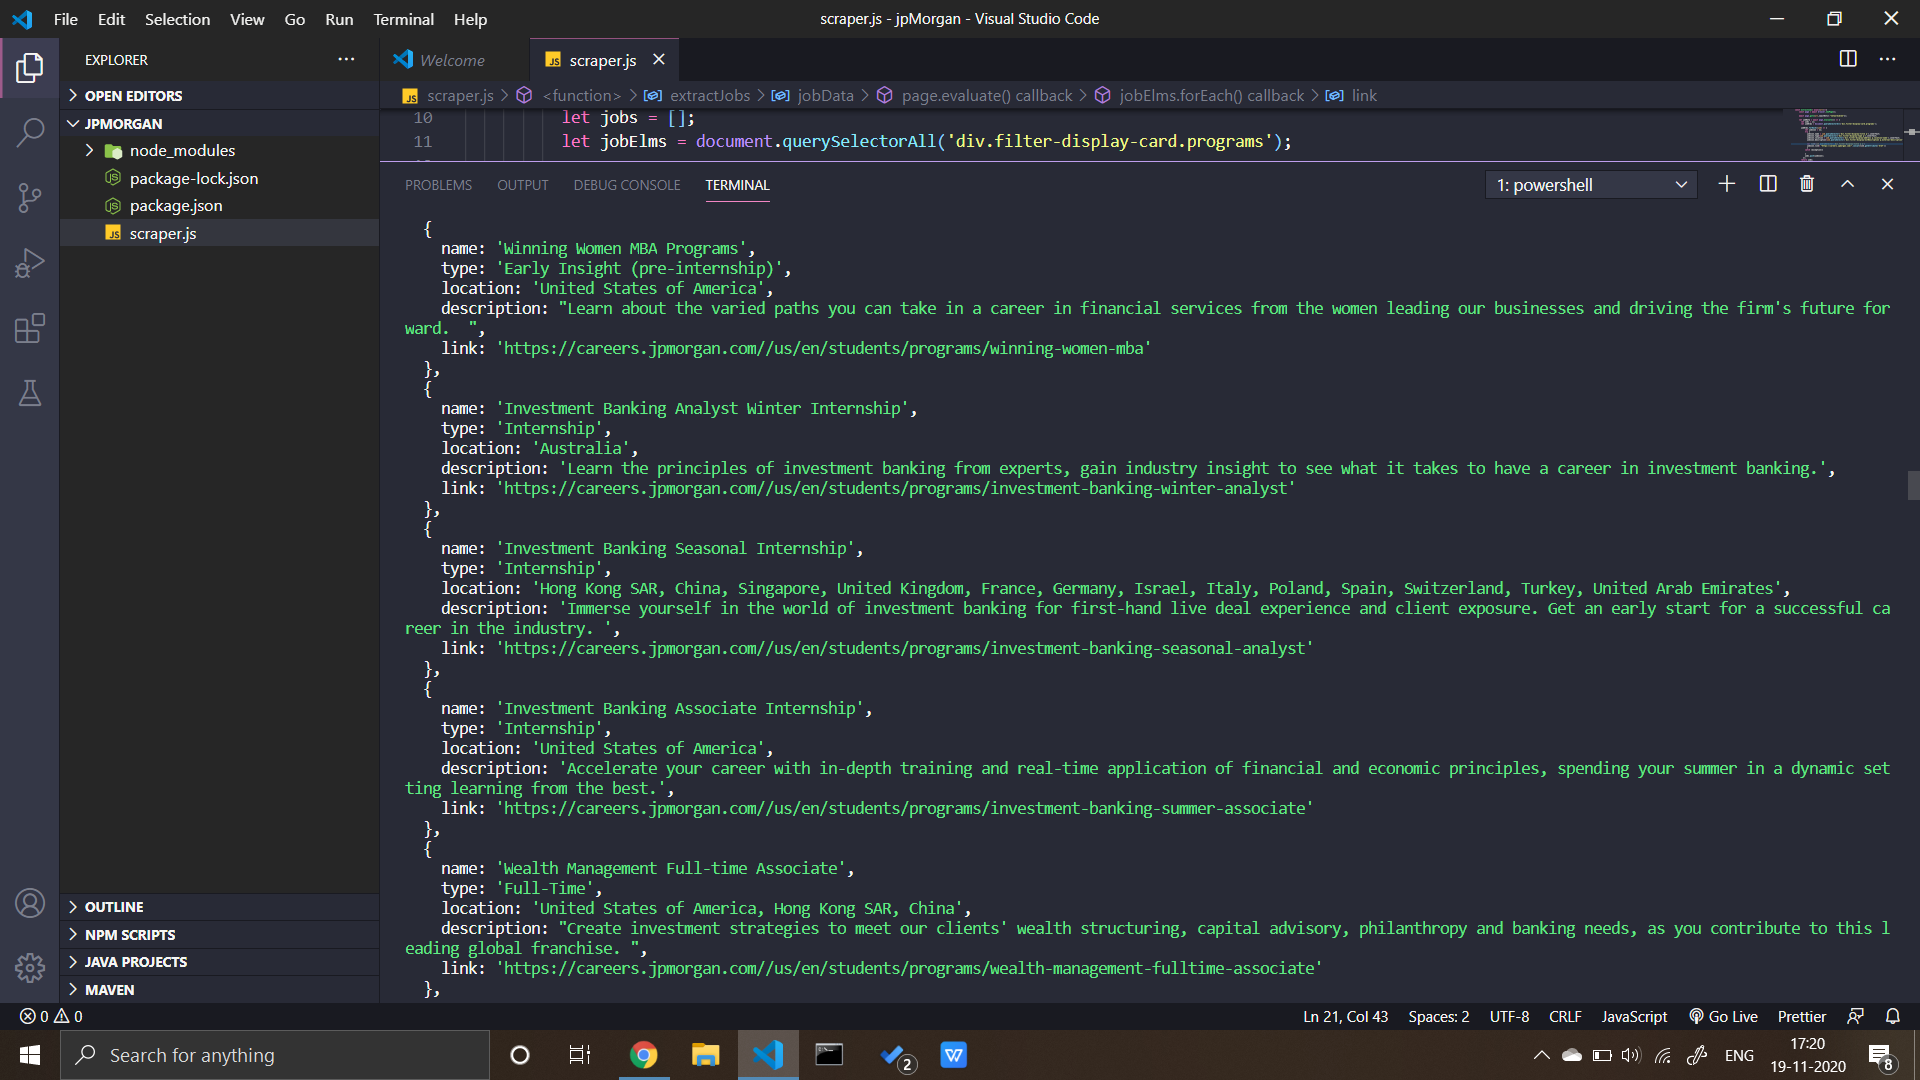 File Edit Selection View Go Run Terminal Help
scraper.js - jpMorgan - Visual Studio Code
EXPLORER
OPEN EDITORS
JPMORGAN
node_modules
package-lock.json
package.json
JS scraper.js
OUTLINE
NPM SCRIPTS
JAVA PROJECTS
MAVEN
Welcome
JS scraper.js
JS scraper.js > <function> > extractJobs > jobData > page.evaluate() callback > jobElms.forEach() callback > link
10 let jobs = [];
11 let jobElms = document.querySelectorAll('div.filter-display-card.programs');
PROBLEMS OUTPUT DEBUG CONSOLE TERMINAL
1: powershell
{
name: 'Winning Women MBA Programs',
type: 'Early Insight (pre-internship)',
location: 'United States of America',
description: "Learn about the varied paths you can take in a career in financial services from the women leading our businesses and driving the firm's future for
ward.  ",
link: 'https://careers.jpmorgan.com//us/en/students/programs/winning-women-mba'
},
{
name: 'Investment Banking Analyst Winter Internship',
type: 'Internship',
location: 'Australia',
description: 'Learn the principles of investment banking from experts, gain industry insight to see what it takes to have a career in investment banking.',
link: 'https://careers.jpmorgan.com//us/en/students/programs/investment-banking-winter-analyst'
},
{
name: 'Investment Banking Seasonal Internship',
type: 'Internship',
location: 'Hong Kong SAR, China, Singapore, United Kingdom, France, Germany, Israel, Italy, Poland, Spain, Switzerland, Turkey, United Arab Emirates',
description: 'Immerse yourself in the world of investment banking for first-hand live deal experience and client exposure. Get an early start for a successful ca
reer in the industry. ',
link: 'https://careers.jpmorgan.com//us/en/students/programs/investment-banking-seasonal-analyst'
},
{
name: 'Investment Banking Associate Internship',
type: 'Internship',
location: 'United States of America',
description: 'Accelerate your career with in-depth training and real-time application of financial and economic principles, spending your summer in a dynamic set
ting learning from the best.',
link: 'https://careers.jpmorgan.com//us/en/students/programs/investment-banking-summer-associate'
},
{
name: 'Wealth Management Full-time Associate',
type: 'Full-Time',
location: 'United States of America, Hong Kong SAR, China',
description: "Create investment strategies to meet our clients' wealth structuring, capital advisory, philanthropy and banking needs, as you contribute to this l
eading global franchise. ",
link: 'https://careers.jpmorgan.com//us/en/students/programs/wealth-management-fulltime-associate'
},
0 0
Ln 21, Col 43 Spaces: 2 UTF-8 CRLF JavaScript Go Live Prettier
Search for anything
2
W
ENG
17:20
19-11-2020
8